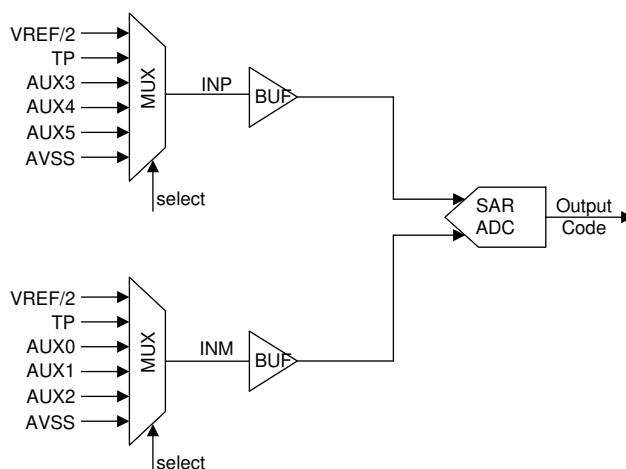 VREF/2
TP
AUX3
AUX4
AUX5
AVSS
MUX
select
INP
BUF
SAR
ADC
Output
Code
VREF/2
TP
AUX0
AUX1
AUX2
AVSS
MUX
select
INM
BUF